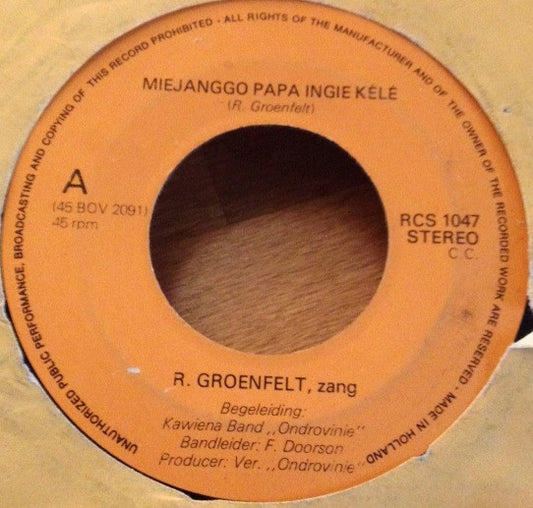 UNAUTHORIZED PUBLIC PERFORMANCE, BROADCASTING AND COPYING OF THIS RECORD PROHIBITED - ALL RIGHTS OF THE MANUFACTURER AND OF THE OWNER OF THE RECORDED WORK ARE RESERVED - MADE IN HOLLAND
MIEJANGGO PAPA INGIE KÉLÉ
(R. Groenfelt)
A
(45 BOV 2091)
45 rpm
RCS 1047
STEREO
C.C.
R. GROENFELT, zang
Begeleiding:
Kawiena Band ,,Ondrovinie"
Bandleider: F. Doorson
Producer: Ver. ,,Ondrovinie"